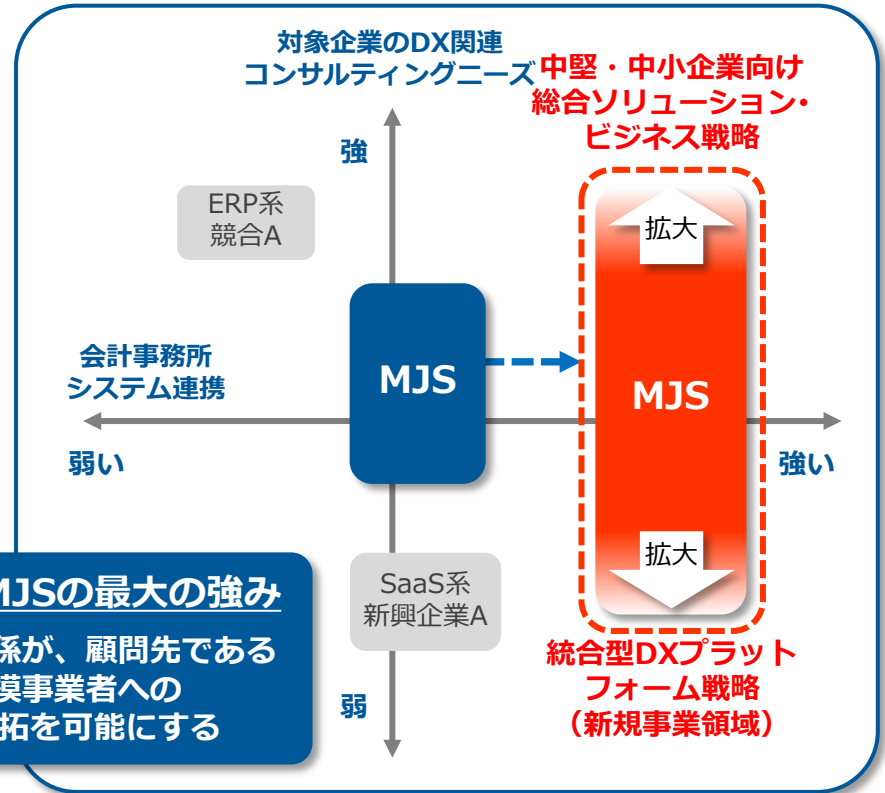 対象企業のDX関連
コンサルティングニーズ
中堅・中小企業向け
総合ソリューション・
ビジネス戦略
強
ERP系
競合A
拡大
会計事務所
システム連携
MJS
MJS
弱い
強い
拡大
SaaS系
新興企業A
MJSの最大の強み
係が、顧問先である
事業者への
拓を可能にする
弱
統合型DXプラット
フォーム戦略
（新規事業領域）